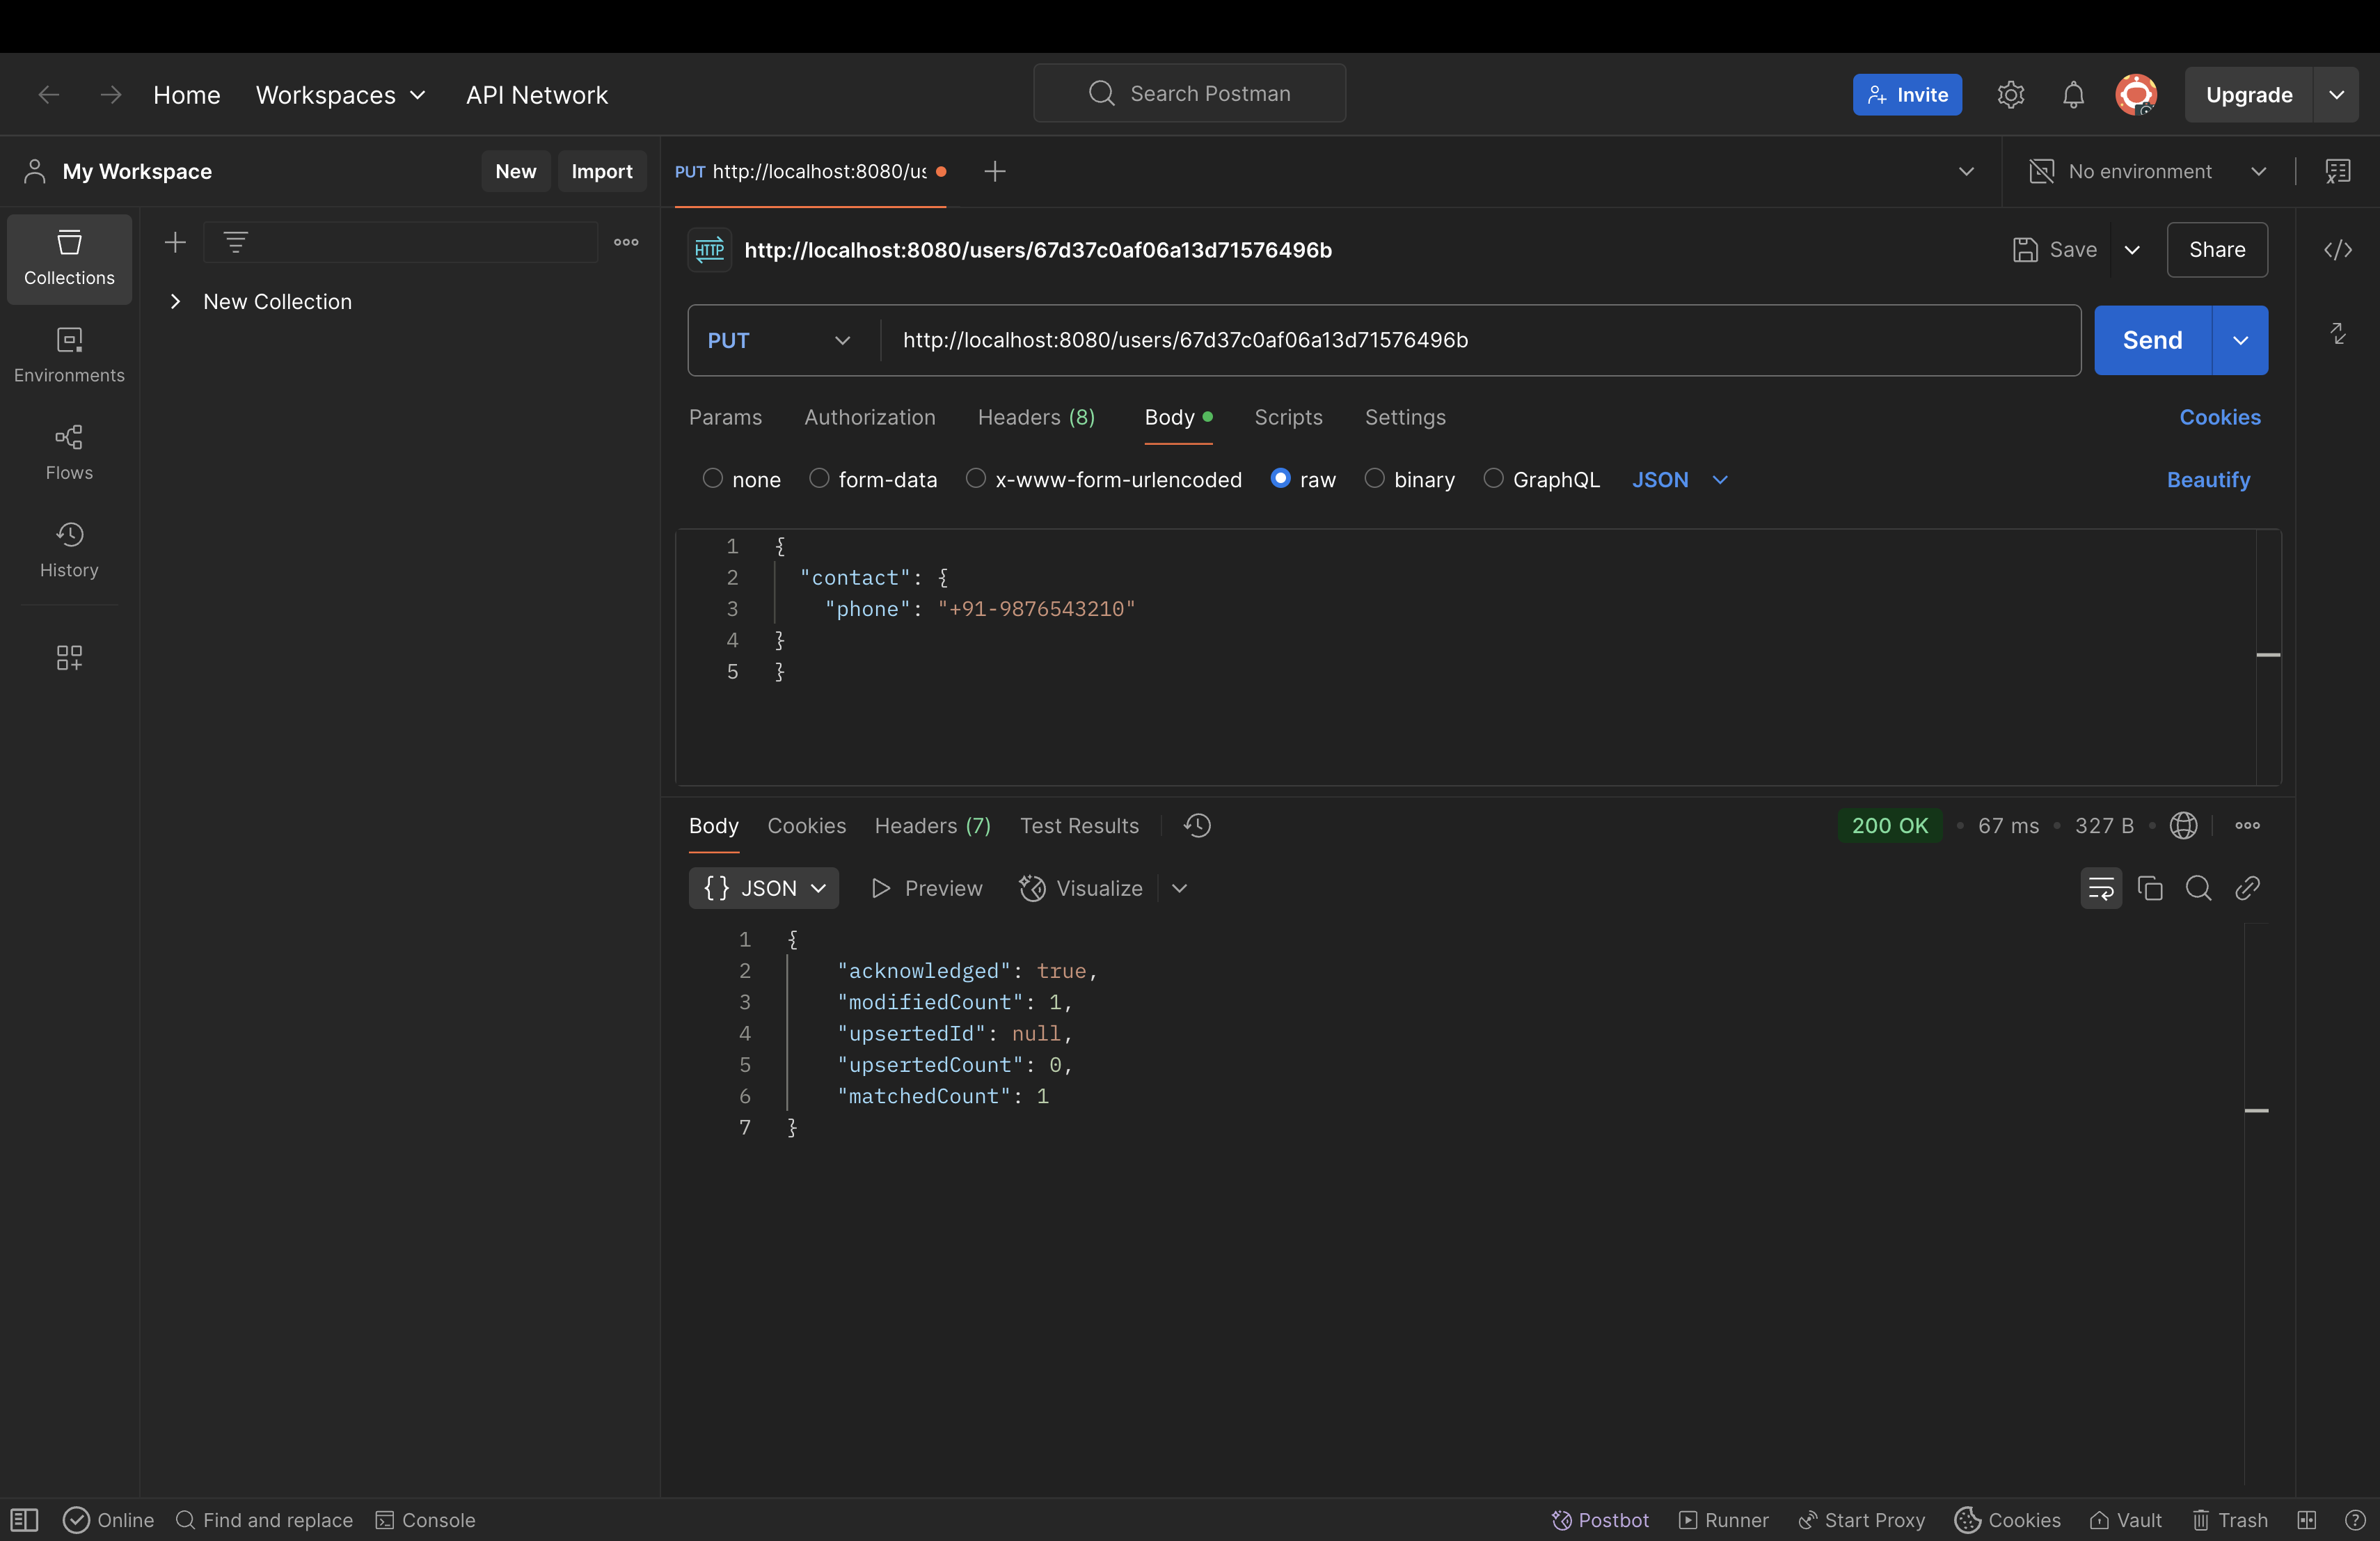 Home Workspaces API Network Search Postman Invite Upgrade
My Workspace New Import PUT http://localhost:8080/us No environment
Collections
Environments
Flows
History
New Collection
HTTP http://localhost:8080/users/67d37c0af06a13d71576496b Save Share
PUT http://localhost:8080/users/67d37c0af06a13d71576496b Send
Params Authorization Headers (8) Body Scripts Settings Cookies
none form-data x-www-form-urlencoded raw binary GraphQL JSON Beautify
1 {
2 "contact": {
3 "phone": "+91-9876543210"
4 }
5 }
Body Cookies Headers (7) Test Results 200 OK • 67 ms • 327 B •
{} JSON Preview Visualize
1 {
2 "acknowledged": true,
3 "modifiedCount": 1,
4 "upsertedId": null,
5 "upsertedCount": 0,
6 "matchedCount": 1
7 }
Online Find and replace Console Postbot Runner Start Proxy Cookies Vault Trash